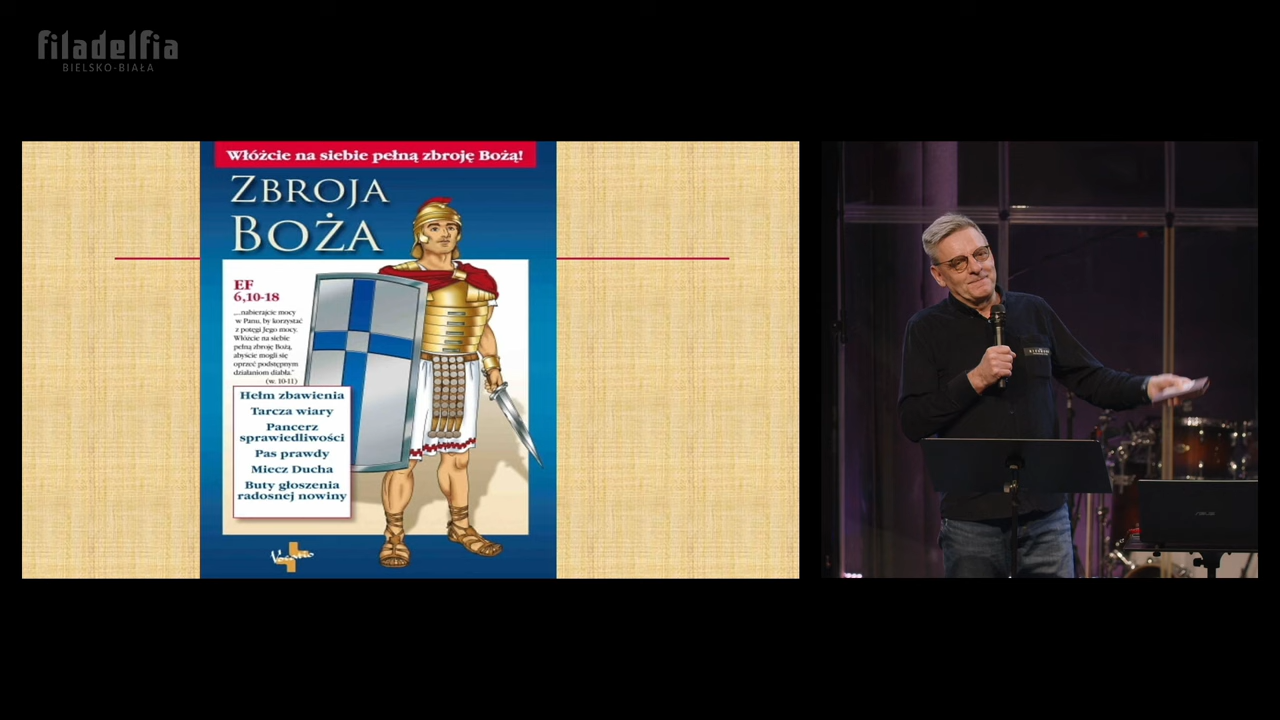 filadelfia
BIELSKO-BIAŁA
Włóżcie na siebie pełną zbroję Bożą!
ZBROJA
BOŻA
EF
6,10-18
„...nabierajcie mocy
w Panu, by korzystać
z potęgi Jego mocy.
Włóżcie na siebie
pełną zbroję Bożą,
abyście mogli się
oprzeć podstępnym
działaniom diabła."
(w. 10-11)
Hełm zbawienia
Tarcza wiary
Pancerz
sprawiedliwości
Pas prawdy
Miecz Ducha
Buty głoszenia
radosnej nowiny
Vocatio
ASUS